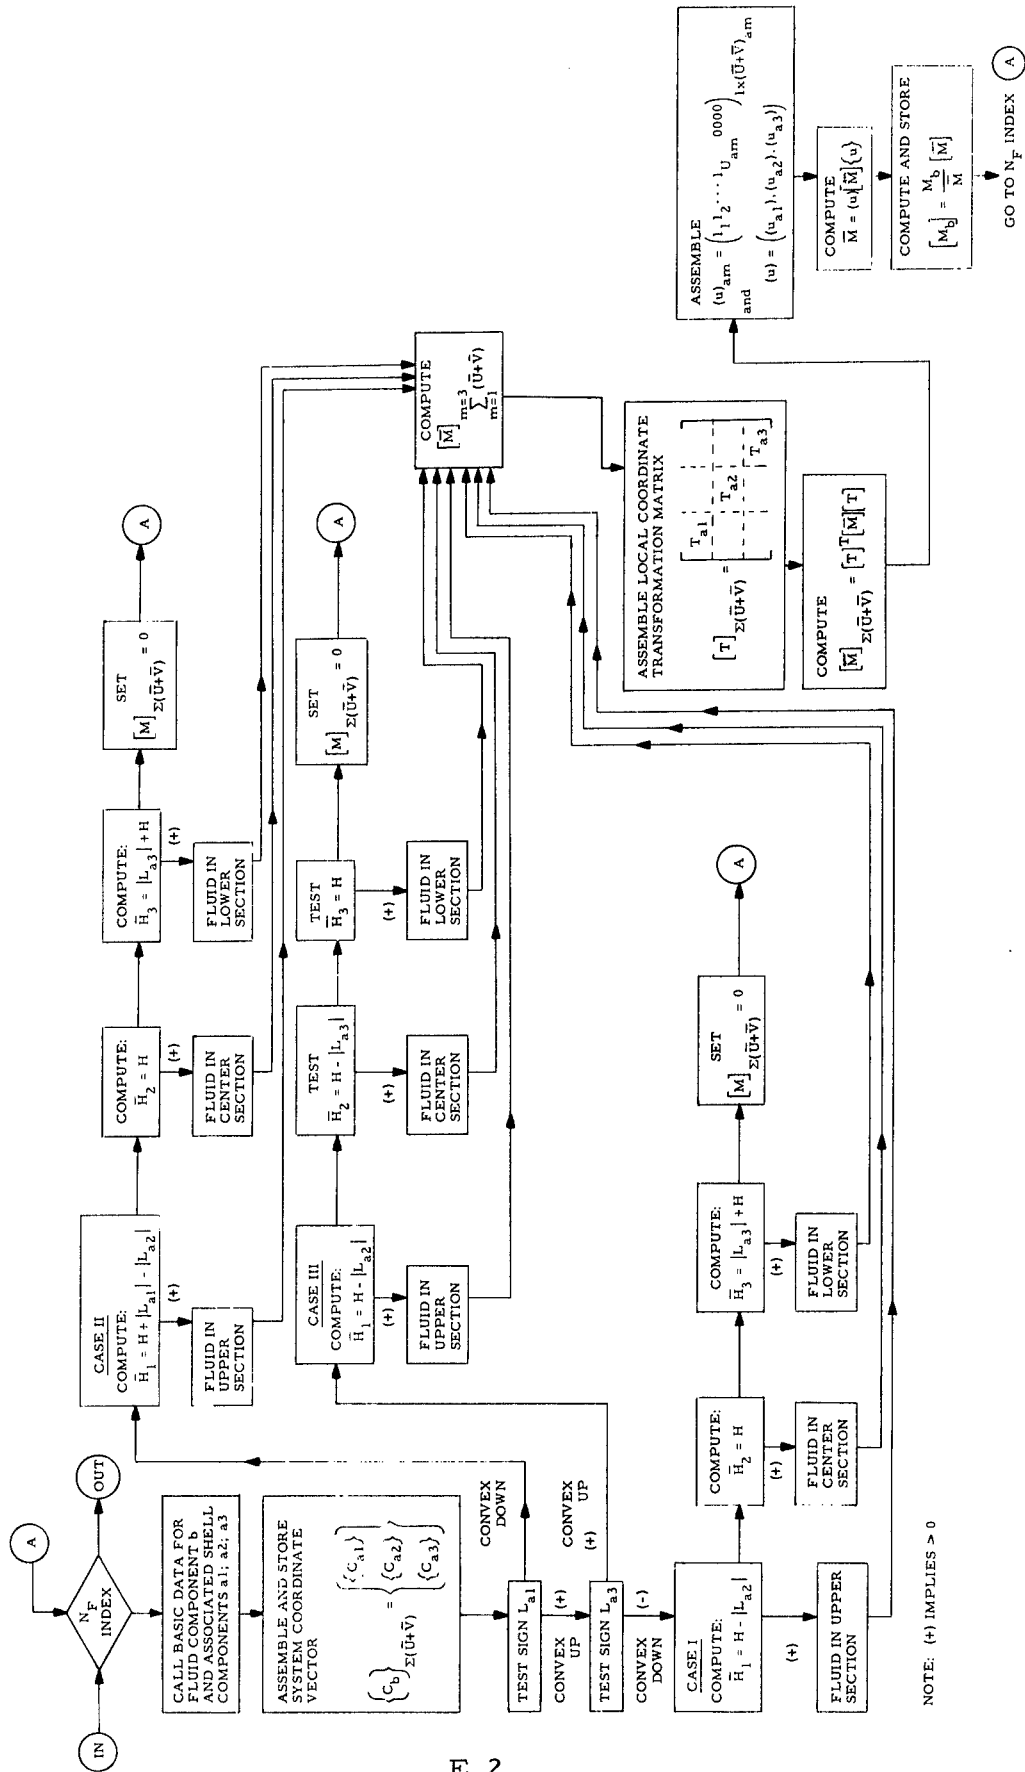 IN
N_F
INDEX
A
OUT
CALL BASIC DATA FOR
FLUID COMPONENT b
AND ASSOCIATED SHELL
COMPONENTS a1; a2; a3
ASSEMBLE AND STORE
SYSTEM COORDINATE
VECTOR
{C_b}_Σ(Ū+V̄) = { {C_a1} {C_a2} {C_a3} }
TEST SIGN L_a1
CONVEX
DOWN
(+)
CONVEX
UP
TEST SIGN L_a3
CONVEX UP
(+)
(-)
CONVEX
DOWN
CASE II
COMPUTE:
H̄_1 = H + |L_a1| - |L_a2|
(+)
FLUID IN
UPPER
SECTION
COMPUTE:
H̄_2 = H
(+)
FLUID IN
CENTER
SECTION
COMPUTE:
H̄_3 = |L_a3| + H
(+)
FLUID IN
LOWER
SECTION
SET
[M]_Σ(Ū+V̄) = 0
A
CASE III
COMPUTE:
H̄_1 = H - |L_a2|
(+)
FLUID IN
UPPER
SECTION
TEST
H̄_2 = H - |L_a3|
(+)
FLUID IN
CENTER
SECTION
TEST
H̄_3 = H
(+)
FLUID IN
LOWER
SECTION
SET
[M]_Σ(Ū+V̄) = 0
A
CASE I
COMPUTE:
H̄_1 = H - |L_a2|
(+)
FLUID IN UPPER
SECTION
COMPUTE:
H̄_2 = H
(+)
FLUID IN
CENTER
SECTION
COMPUTE:
H̄_3 = |L_a3| + H
(+)
FLUID IN
LOWER
SECTION
SET
[M]_Σ(Ū+V̄) = 0
A
COMPUTE
[M̄] m=3 Σ m=1 (Ū+V̄)
ASSEMBLE LOCAL COORDINATE
TRANSFORMATION MATRIX
[T]_Σ(Ū+V̄) = [ T_a1 T_a2 T_a3 ]
COMPUTE
[M̄]_Σ(Ū+V̄) = [T]^T [M̄][T]
ASSEMBLE
(u)_am = (1_1 1_2 ... 1_U_am 0000)_1x(Ū+V̄)_am
and
(u) = ((u_a1), (u_a2), (u_a3))
COMPUTE
M̄ = (u)[M̄]{u}
COMPUTE AND STORE
[M_b] = M_b/M̄ [M̄]
GO TO N_F INDEX A
NOTE: (+) IMPLIES > 0
E 2